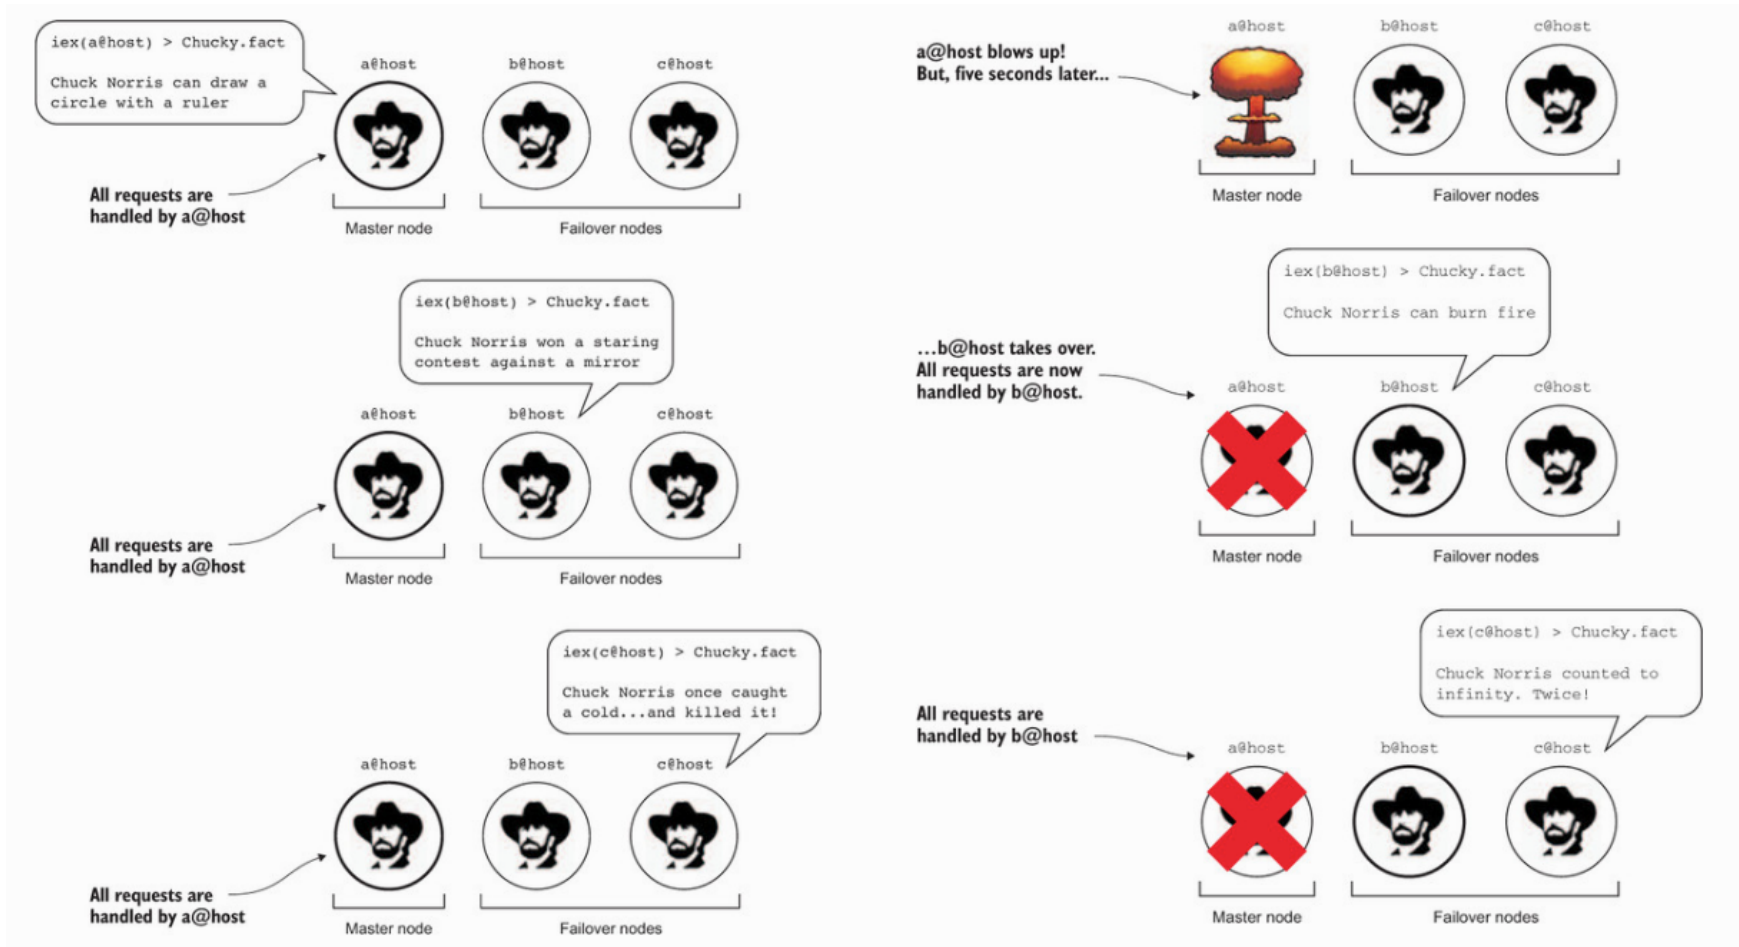 iex(a@host) > Chucky.fact
Chuck Norris can draw a
circle with a ruler
a@host
b@host
c@host
All requests are
handled by a@host
Master node
Failover nodes
iex(b@host) > Chucky.fact
Chuck Norris won a staring
contest against a mirror
a@host
b@host
c@host
All requests are
handled by a@host
Master node
Failover nodes
iex(c@host) > Chucky.fact
Chuck Norris once caught
a cold...and killed it!
a@host
b@host
c@host
All requests are
handled by a@host
Master node
Failover nodes
a@host
b@host
c@host
a@host blows up!
But, five seconds later...
Master node
Failover nodes
iex(b@host) > Chucky.fact
Chuck Norris can burn fire
...b@host takes over.
All requests are now
handled by b@host.
a@host
b@host
c@host
Master node
Failover nodes
iex(c@host) > Chucky.fact
Chuck Norris counted to
infinity. Twice!
All requests are
handled by b@host
a@host
b@host
c@host
Master node
Failover nodes